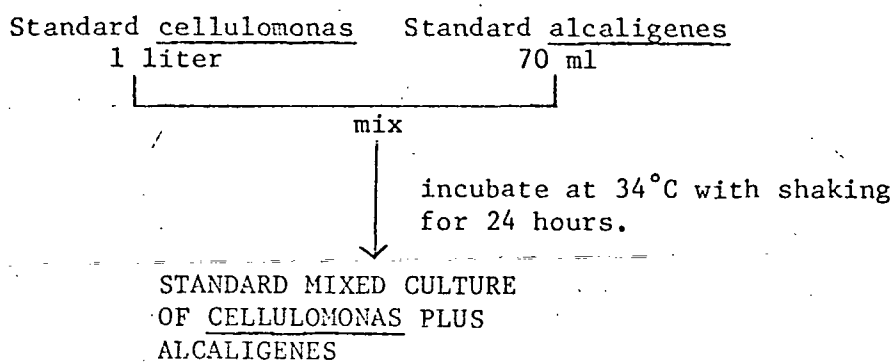 Standard cellulomonas Standard alcaligenes
1 liter 70 ml
mix
incubate at 34°C with shaking
for 24 hours.
STANDARD MIXED CULTURE
OF CELLULOMONAS PLUS
ALCALIGENES